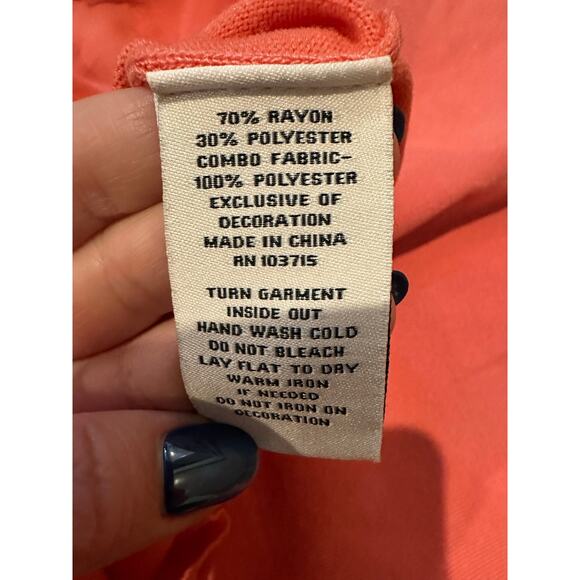 70% RAYON
30% POLYESTER
COMBO FABRIC-
100% POLYESTER
EXCLUSIVE OF
DECORATION
MADE IN CHINA
RN 103715
TURN GARMENT
INSIDE OUT
HAND WASH COLD
DO NOT BLEACH
LAY FLAT TO DRY
WARM IRON
IF NEEDED
DO NOT IRON ON
DECORATION